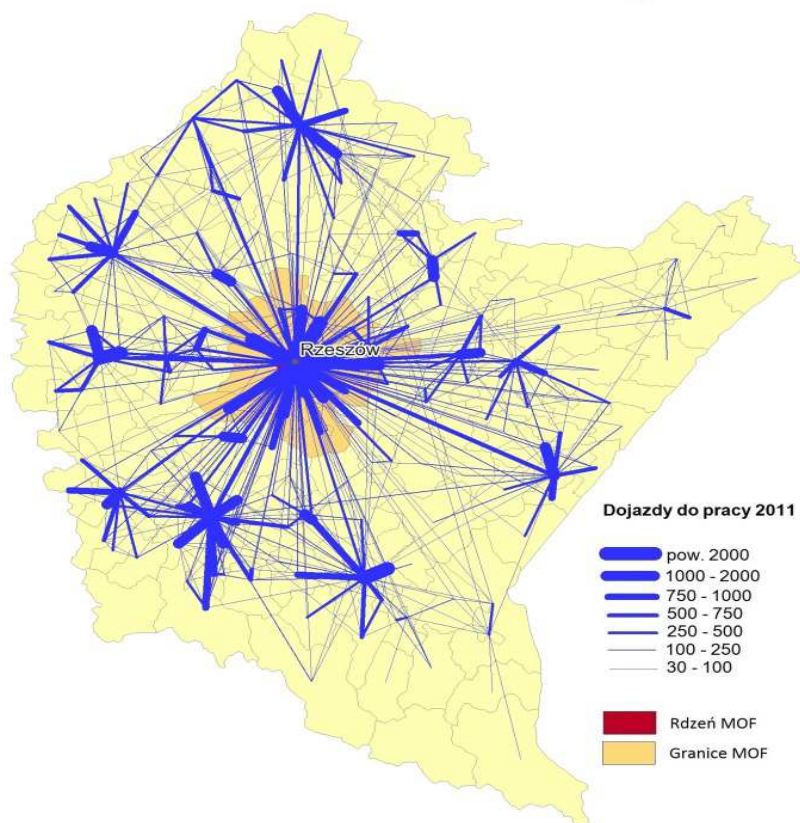 Rzeszów
Dojazdy do pracy 2011
pow. 2000
1000 - 2000
750 - 1000
500 - 750
250 - 500
100 - 250
30 - 100
Rdzeń MOF
Granice MOF